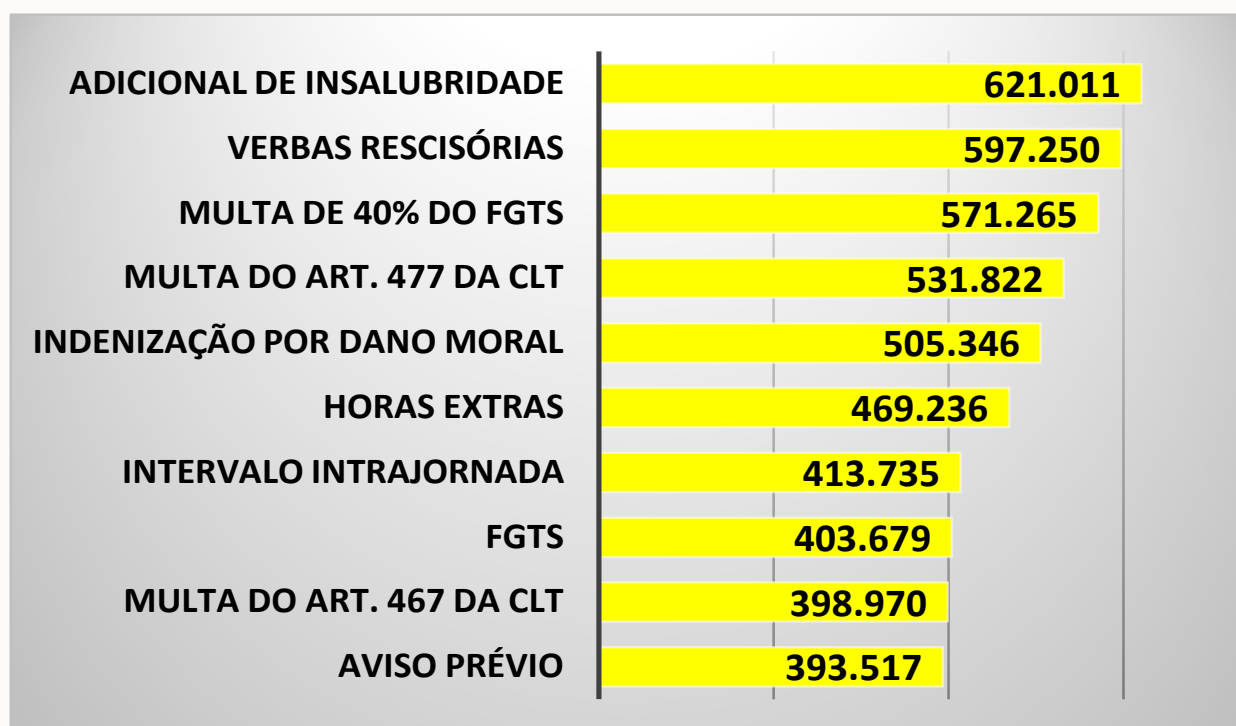 ADICIONAL DE INSALUBRIDADE 621.011
VERBAS RESCISÓRIAS 597.250
MULTA DE 40% DO FGTS 571.265
MULTA DO ART. 477 DA CLT 531.822
INDENIZAÇÃO POR DANO MORAL 505.346
HORAS EXTRAS 469.236
INTERVALO INTRAJORNADA 413.735
FGTS 403.679
MULTA DO ART. 467 DA CLT 398.970
AVISO PRÉVIO 393.517